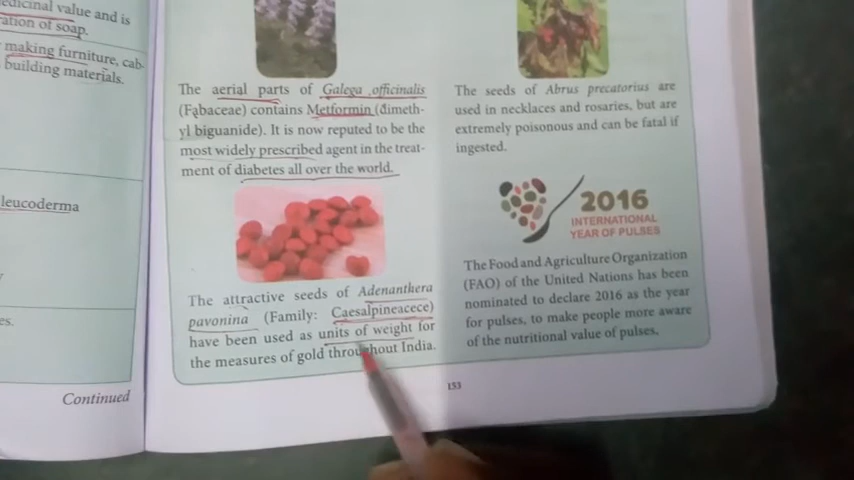 edicinal value and is
ation of soap.
making furniture, cab-
building materials.
leucoderma
es.
Continued
The aerial parts of Galega officinalis
(Fabaceae) contains Metformin (dimeth-
yl biguanide). It is now reputed to be the
most widely prescribed agent in the treat-
ment of diabetes all over the world.
The attractive seeds of Adenanthera
pavonina (Family: Caesalpineacece)
have been used as units of weight for
the measures of gold throughout India.
The seeds of Abrus precatorius are
used in necklaces and rosaries, but are
extremely poisonous and can be fatal if
ingested.
2016
INTERNATIONAL
YEAR OF PULSES
The Food and Agriculture Organization
(FAO) of the United Nations has been
nominated to declare 2016 as the year
for pulses, to make people more aware
of the nutritional value of pulses.
153